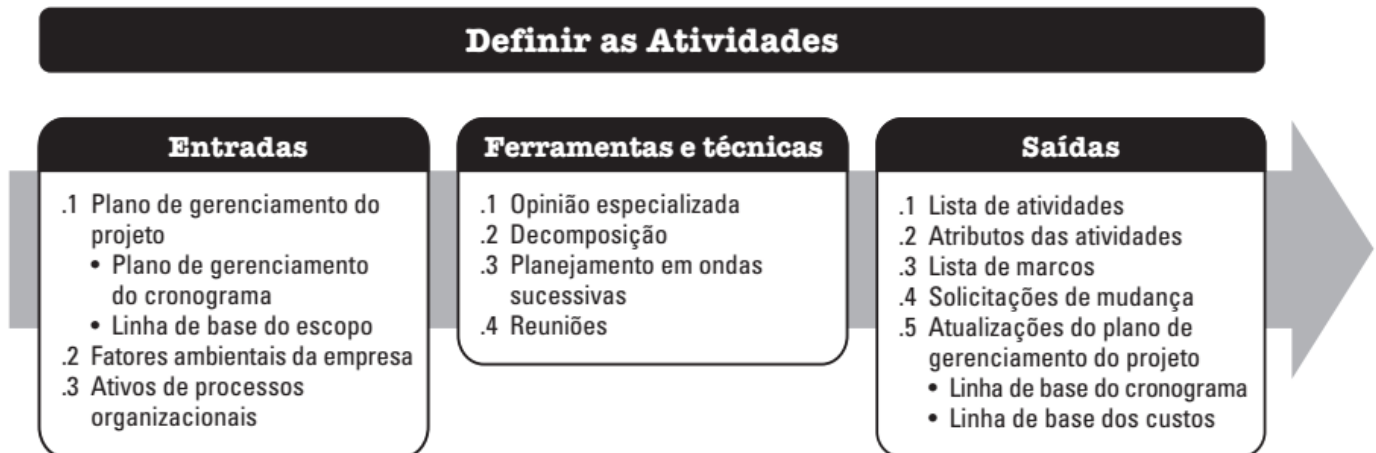 Definir as Atividades
Entradas
.1 Plano de gerenciamento do
projeto
• Plano de gerenciamento
do cronograma
• Linha de base do escopo
.2 Fatores ambientais da empresa
.3 Ativos de processos
organizacionais
Ferramentas e técnicas
.1 Opinião especializada
.2 Decomposição
.3 Planejamento em ondas
sucessivas
.4 Reuniões
Saídas
.1 Lista de atividades
.2 Atributos das atividades
.3 Lista de marcos
.4 Solicitações de mudança
.5 Atualizações do plano de
gerenciamento do projeto
• Linha de base do cronograma
• Linha de base dos custos